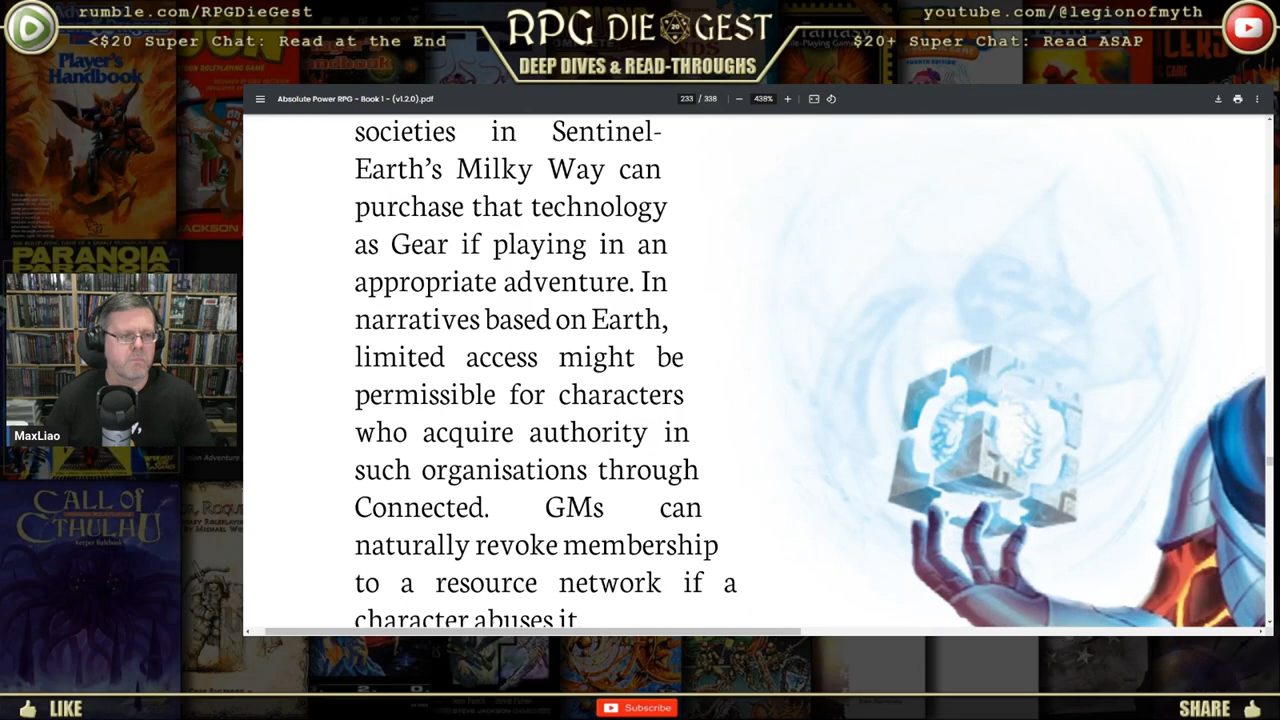 rumble.com/RPGDieGest
<$20 Super Chat: Read at the End
RPG DIE GEST
DEEP DIVES & READ-THROUGHS
youtube.com/@legionofmyth
$20+ Super Chat: Read ASAP
Player's
Handbook
JACKSON
PARANOIA
Absolute Power RPG - Book 1 - (v1.2.0).pdf
233 / 338
438%
societies in Sentinel-
Earth's Milky Way can
purchase that technology
as Gear if playing in an
appropriate adventure. In
narratives based on Earth,
limited access might be
permissible for characters
who acquire authority in
such organisations through
Connected. GMs can
naturally revoke membership
to a resource network if a
character abuses it
MaxLiao
CALL OF
CTHULHU
LIKE
Subscribe
SHARE